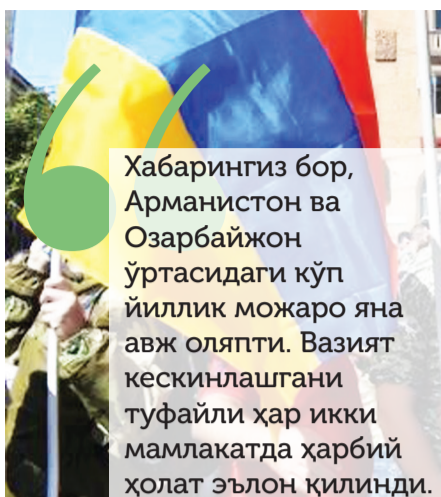 Хабарингиз бор,
Арманистон ва
Озарбайжон
ўртасидаги кўп
йиллик можаро яна
авж оляпти. Вазият
кескинлашгани
туфайли ҳар икки
мамлакатда ҳарбий
ҳолат эълон қилинди.